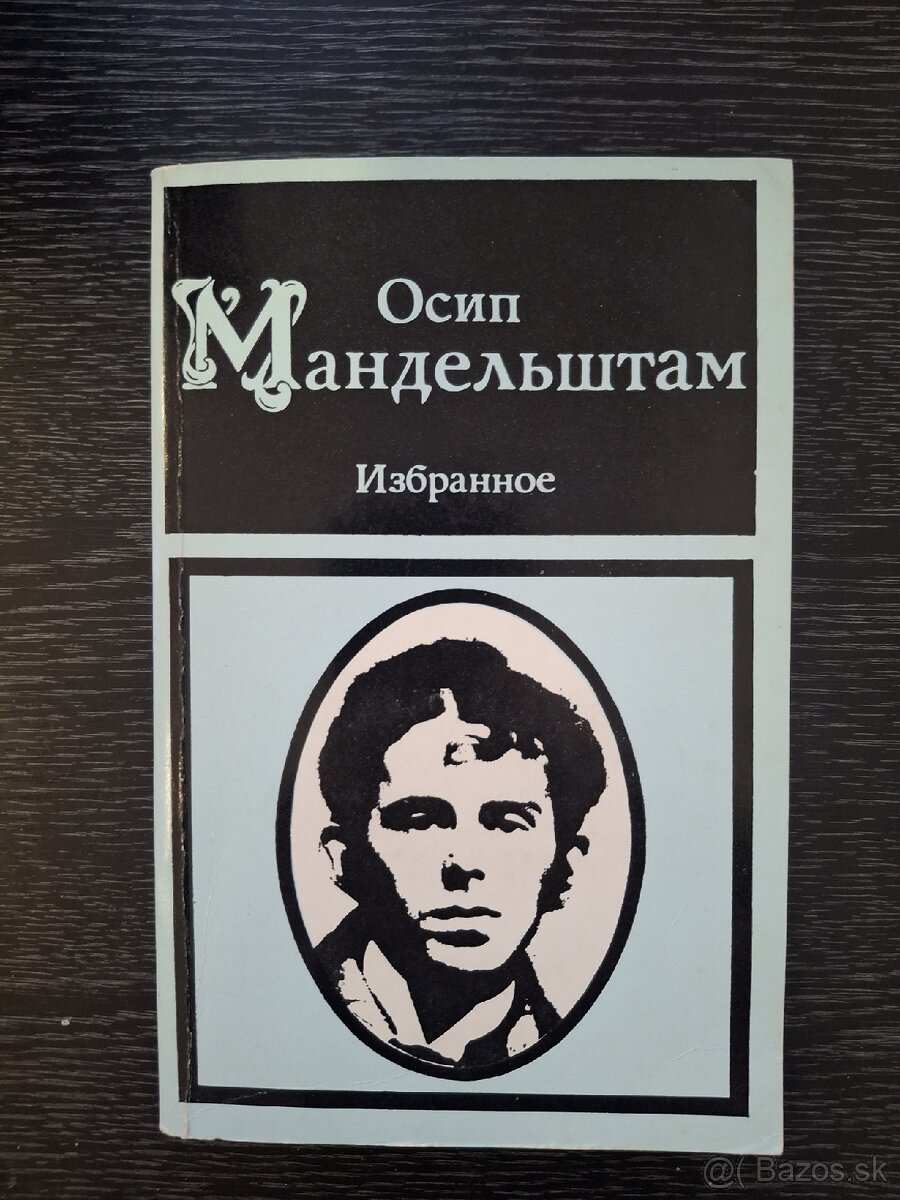 Осип
Мандельштам
Избранное
@( Bazos.sk